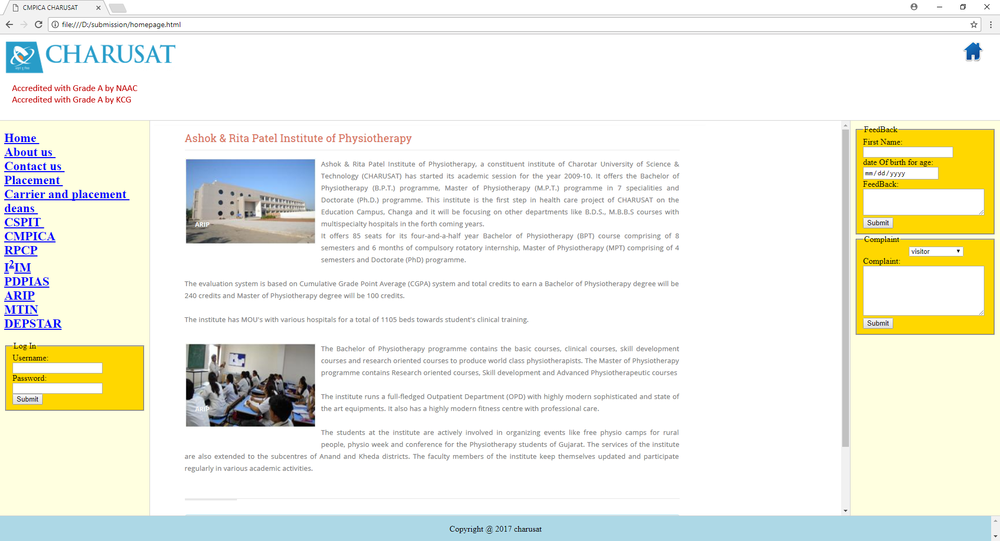 CMPICA CHARUSAT
file:///D:/submission/homepage.html
CHARUSAT
Accredited with Grade A by NAAC
Accredited with Grade A by KCG
Home
About us
Contact us
Placement
Carrier and placement
deans
CSPIT
CMPICA
RPCP
I²IM
PDPIAS
ARIP
MTIN
DEPSTAR
Log In
Username:
Password:
Submit
Ashok & Rita Patel Institute of Physiotherapy
ARIP
Ashok & Rita Patel Institute of Physiotherapy, a constituent institute of Charotar University of Science &
Technology (CHARUSAT) has started its academic session for the year 2009-10. It offers the Bachelor of
Physiotherapy (B.P.T.) programme, Master of Physiotherapy (M.P.T.) programme in 7 specialities and
Doctorate (Ph.D.) programme. This institute is the first step in health care project of CHARUSAT on the
Education Campus, Changa and it will be focusing on other departments like B.D.S., M.B.B.S courses with
multispecialty hospitals in the forth coming years.
It offers 85 seats for its four-and-a-half year Bachelor of Physiotherapy (BPT) course comprising of 8
semesters and 6 months of compulsory rotatory internship, Master of Physiotherapy (MPT) comprising of 4
semesters and Doctorate (PhD) programme.
The evaluation system is based on Cumulative Grade Point Average (CGPA) system and total credits to earn a Bachelor of Physiotherapy degree will be
240 credits and Master of Physiotherapy degree will be 100 credits.
The institute has MOU's with various hospitals for a total of 1105 beds towards student's clinical training.
ARIP
The Bachelor of Physiotherapy programme contains the basic courses, clinical courses, skill development
courses and research oriented courses to produce world class physiotherapists. The Master of Physiotherapy
programme contains Research oriented courses, Skill development and Advanced Physiotherapeutic courses
The institute runs a full-fledged Outpatient Department (OPD) with highly modern sophisticated and state of
the art equipments. It also has a highly modern fitness centre with professional care.
The students at the institute are actively involved in organizing events like free physio camps for rural
people, physio week and conference for the Physiotherapy students of Gujarat. The services of the institute
are also extended to the subcentres of Anand and Kheda districts. The faculty members of the institute keep themselves updated and participate
regularly in various academic activities.
FeedBack
First Name:
date Of birth for age:
mm/dd/yyyy
FeedBack:
Submit
Complaint
visitor
Complaint:
Submit
Copyright @ 2017 charusat